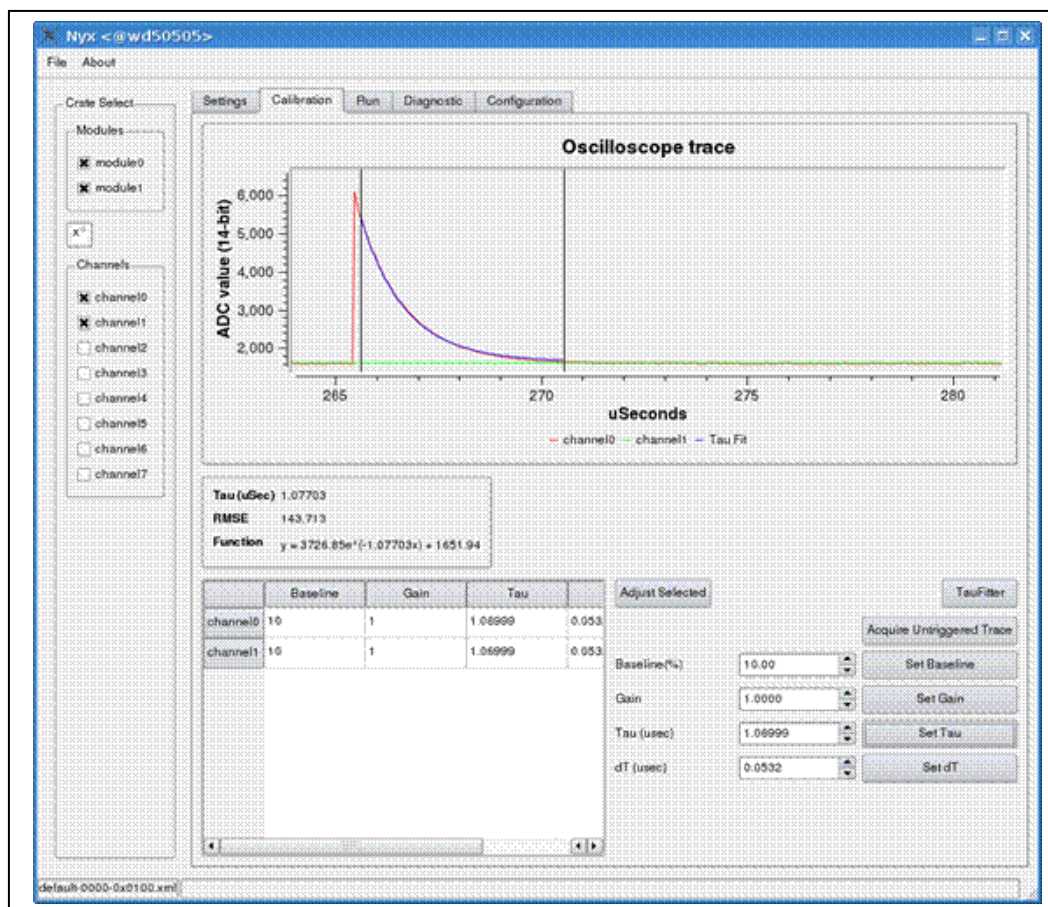 Nyx <@wd50505>
File About
Crate Select
Modules
module0
module1
x⁻¹
Channels
channel0
channel1
channel2
channel3
channel4
channel5
channel6
channel7
Settings Calibration Run Diagnostic Configuration
Oscilloscope trace
ADC value (14-bit)
6,000
5,000
4,000
3,000
2,000
265 270 275 280
uSeconds
channel0 channel1 Tau Fit
Tau (uSec) 1.07703
RMSE 143.713
Function y = 3726.85e^(-1.07703x) + 1651.94
Baseline Gain Tau
channel0 10 1 1.06999 0.053
channel1 10 1 1.06999 0.053
Adjust Selected TauFitter
Acquire Untriggered Trace
Baseline(%) 10.00 Set Baseline
Gain 1.0000 Set Gain
Tau (usec) 1.06999 Set Tau
dT (usec) 0.0532 Set dT
default-0000-0x0100.xml